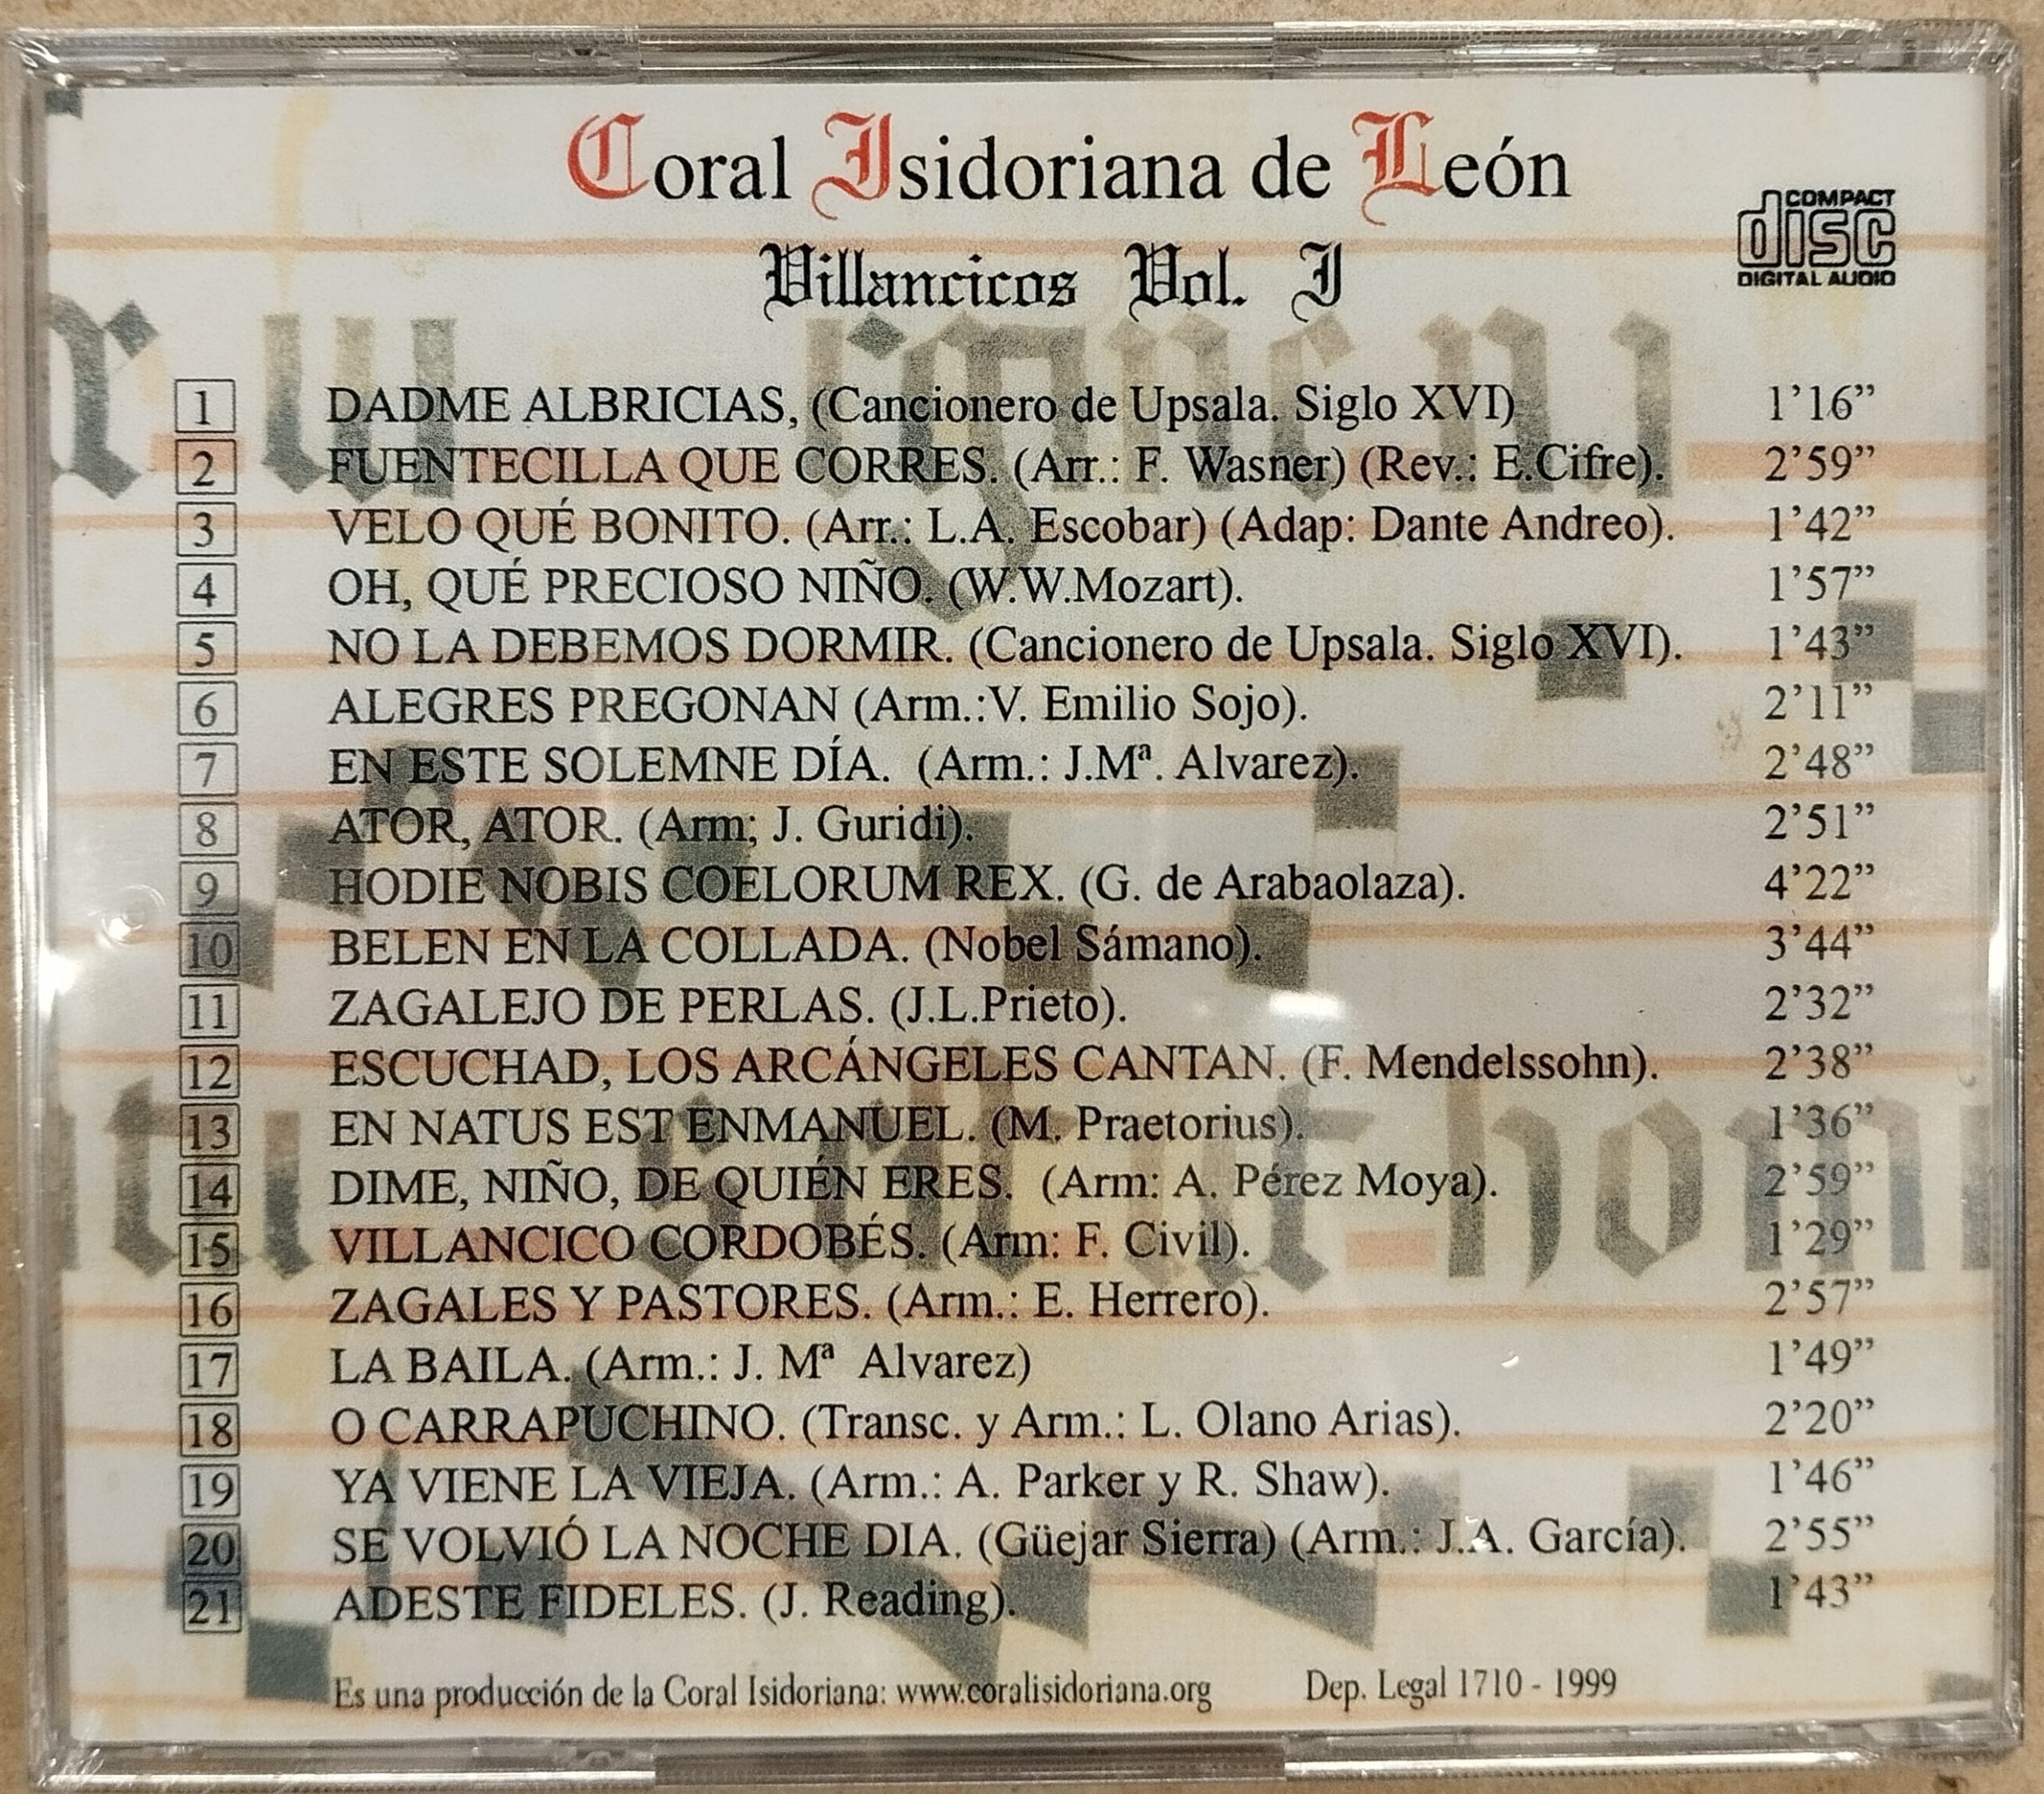 Coral Isidoriana de León
COMPACT
disc
DIGITAL AUDIO
Villancicos Vol. I
1 DADME ALBRICIAS, (Cancionero de Upsala. Siglo XVI) 1'16”
2 FUENTECILLA QUE CORRES. (Arr.: F. Wasner) (Rev.: E.Cifre). 2'59”
3 VELO QUÉ BONITO. (Arr.: L.A. Escobar) (Adap: Dante Andreo). 1'42”
4 OH, QUÉ PRECIOSO NIÑO. (W.W.Mozart). 1'57”
5 NO LA DEBEMOS DORMIR. (Cancionero de Upsala. Siglo XVI). 1'43”
6 ALEGRES PREGONAN (Arm.:V. Emilio Sojo). 2'11”
7 EN ESTE SOLEMNE DÍA. (Arm.: J.Mª. Alvarez). 2'48”
8 ATOR, ATOR. (Arm; J. Guridi). 2'51”
9 HODIE NOBIS COELORUM REX. (G. de Arabaolaza). 4'22”
10 BELEN EN LA COLLADA. (Nobel Sámano). 3'44”
11 ZAGALEJO DE PERLAS. (J.L.Prieto). 2'32”
12 ESCUCHAD, LOS ARCÁNGELES CANTAN. (F. Mendelssohn). 2'38”
13 EN NATUS EST ENMANUEL. (M. Praetorius). 1'36”
14 DIME, NIÑO, DE QUIÉN ERES. (Arm: A. Pérez Moya). 2'59”
15 VILLANCICO CORDOBÉS. (Arm: F. Civil). 1'29”
16 ZAGALES Y PASTORES. (Arm.: E. Herrero). 2'57”
17 LA BAILA. (Arm.: J. Mª Alvarez) 1'49”
18 O CARRAPUCHINO. (Transc. y Arm.: L. Olano Arias). 2'20”
19 YA VIENE LA VIEJA. (Arm.: A. Parker y R. Shaw). 1'46”
20 SE VOLVIÓ LA NOCHE DIA. (Güejar Sierra) (Arm.: J.A. García). 2'55”
21 ADESTE FIDELES. (J. Reading). 1'43”
Es una producción de la Coral Isidoriana: www.coralisidoriana.org Dep. Legal 1710 - 1999